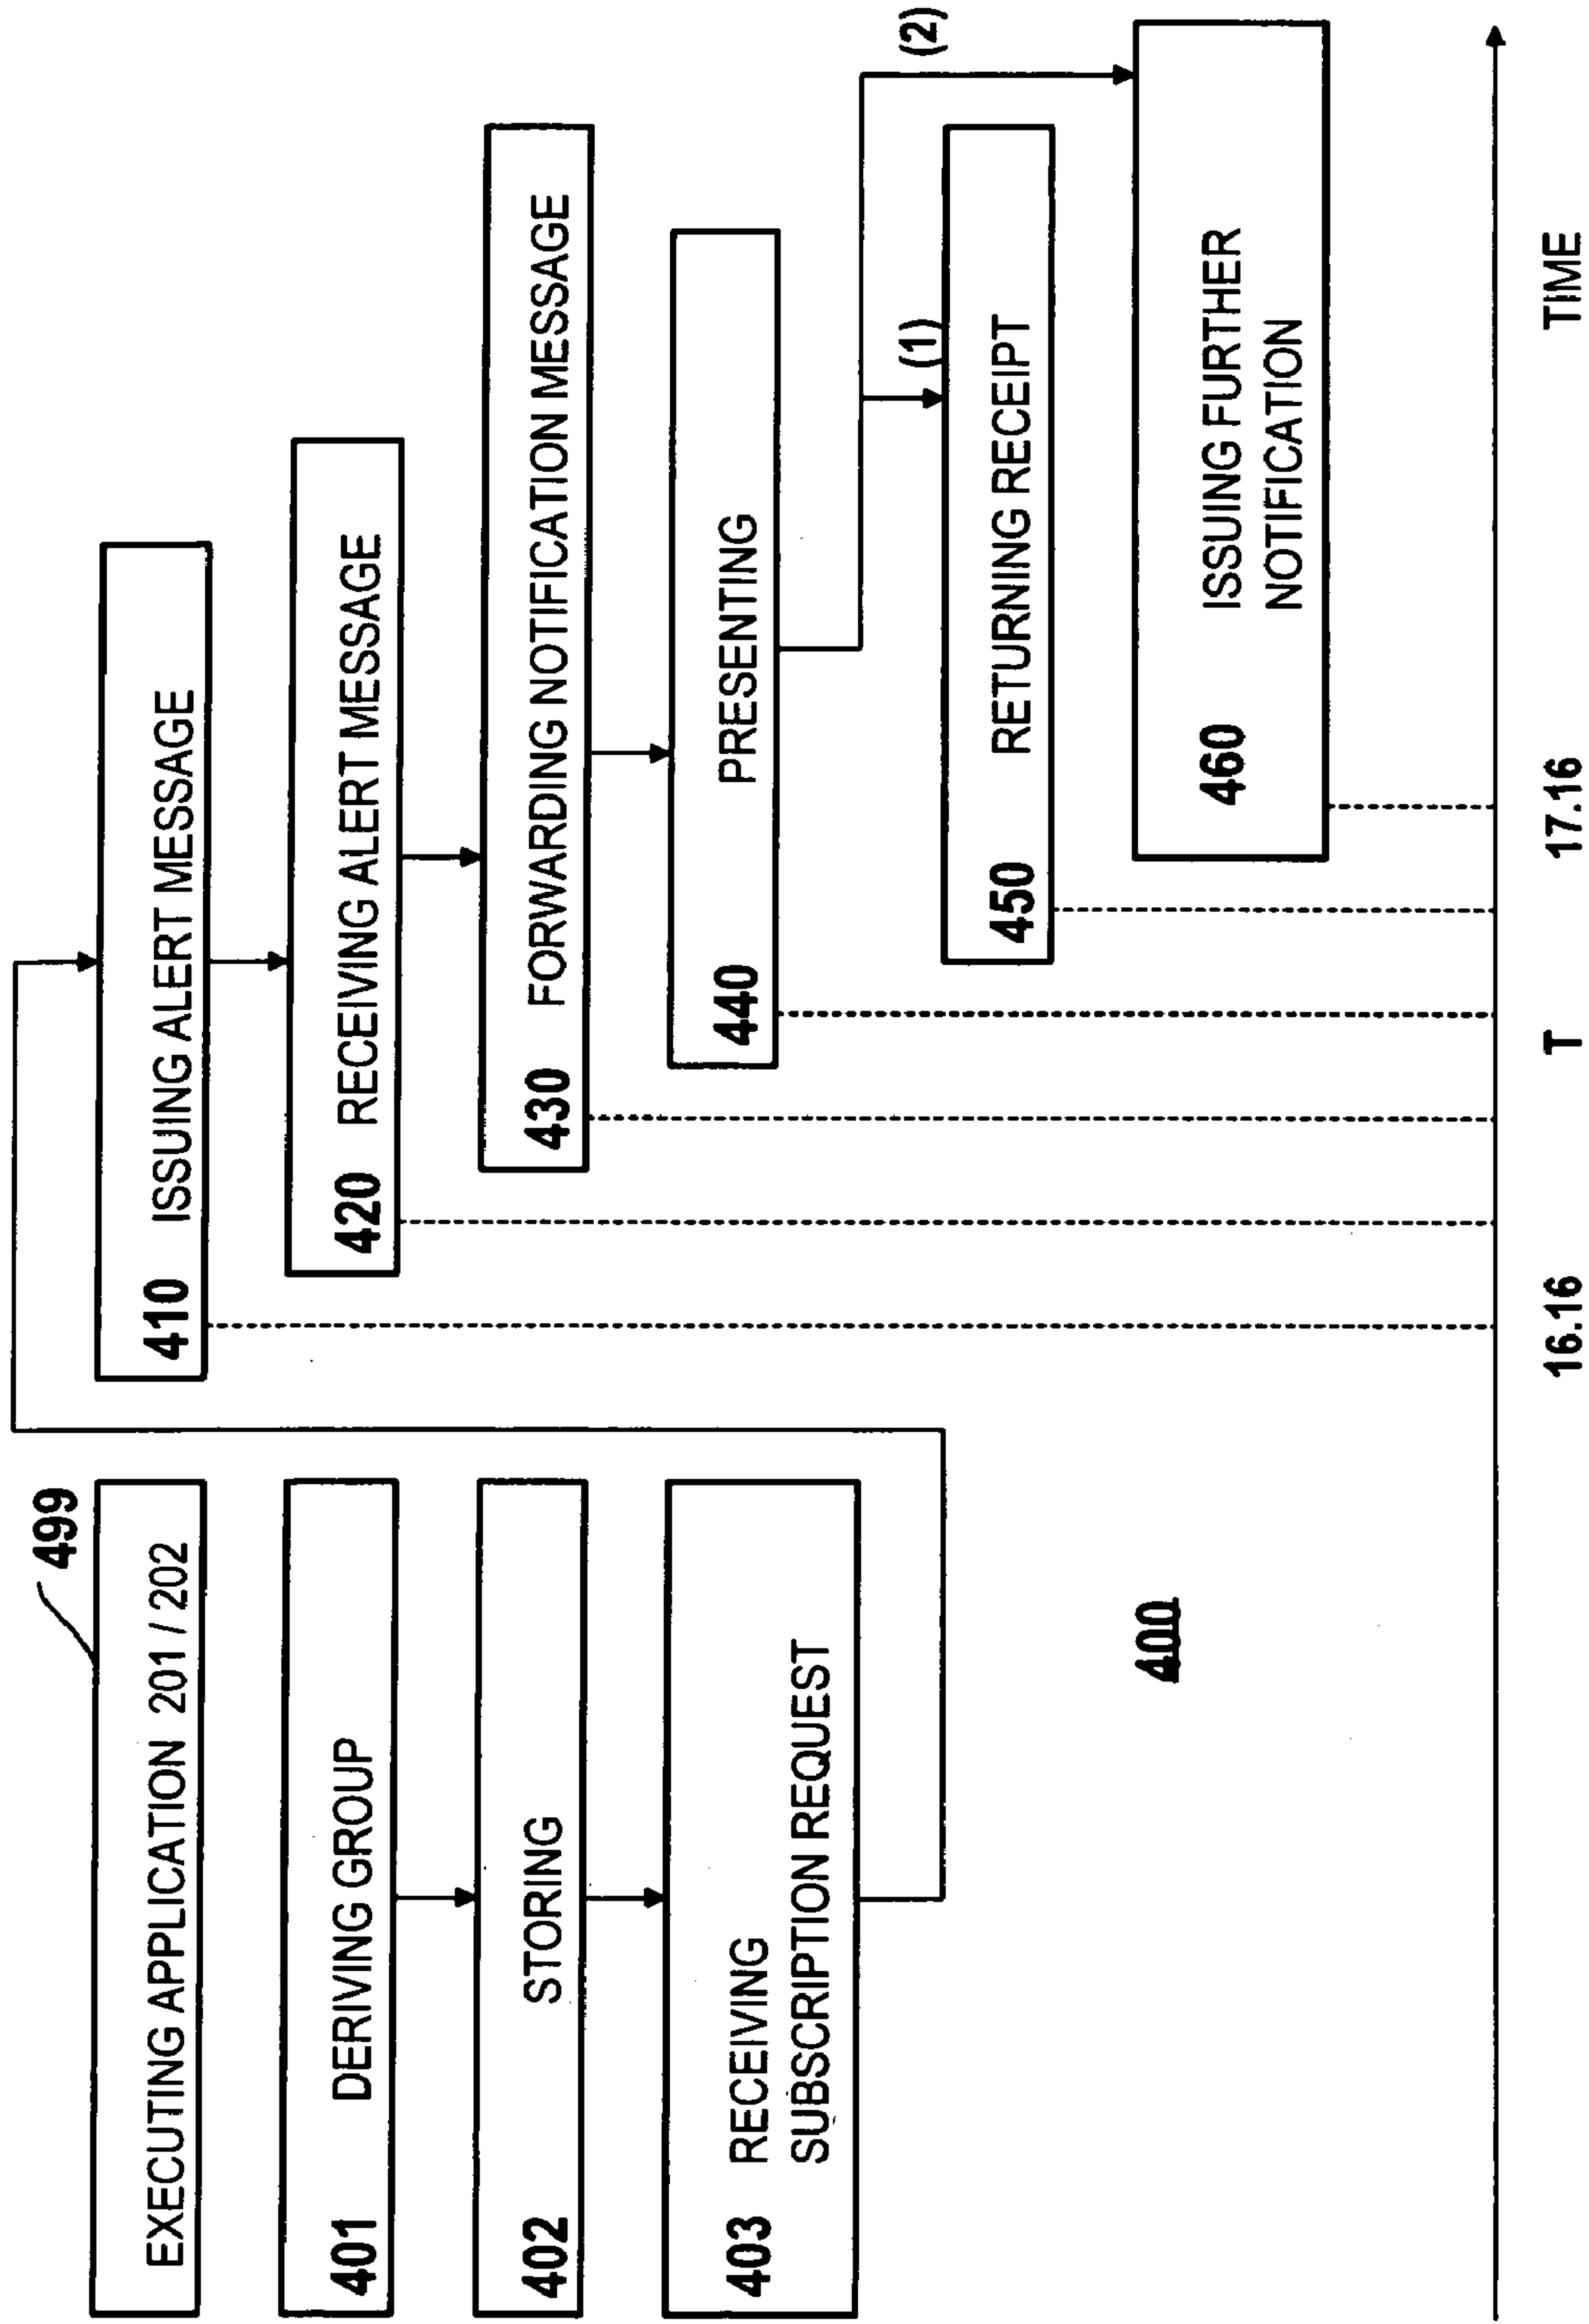 499
EXECUTING APPLICATION 201 / 202
401 DERIVING GROUP
402 STORING
403 RECEIVING
SUBSCRIPTION REQUEST
410 ISSUING ALERT MESSAGE
420 RECEIVING ALERT MESSAGE
430 FORWARDING NOTIFICATION MESSAGE
440 PRESENTING
(1)
(2)
450 RETURNING RECEIPT
460 ISSUING FURTHER
NOTIFICATION
400
16.16 T 17.16 TIME